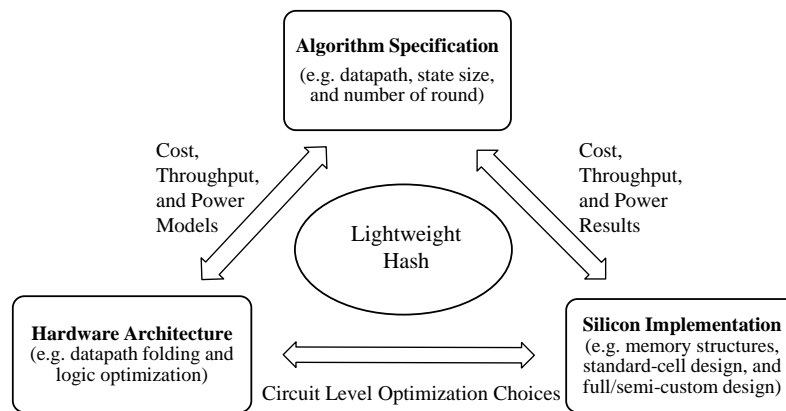 Algorithm Specification
(e.g. datapath, state size,
and number of round)
Cost,
Throughput,
and Power
Models
Cost,
Throughput,
and Power
Results
Lightweight
Hash
Hardware Architecture
(e.g. datapath folding and
logic optimization)
Silicon Implementation
(e.g. memory structures,
standard-cell design, and
full/semi-custom design)
Circuit Level Optimization Choices